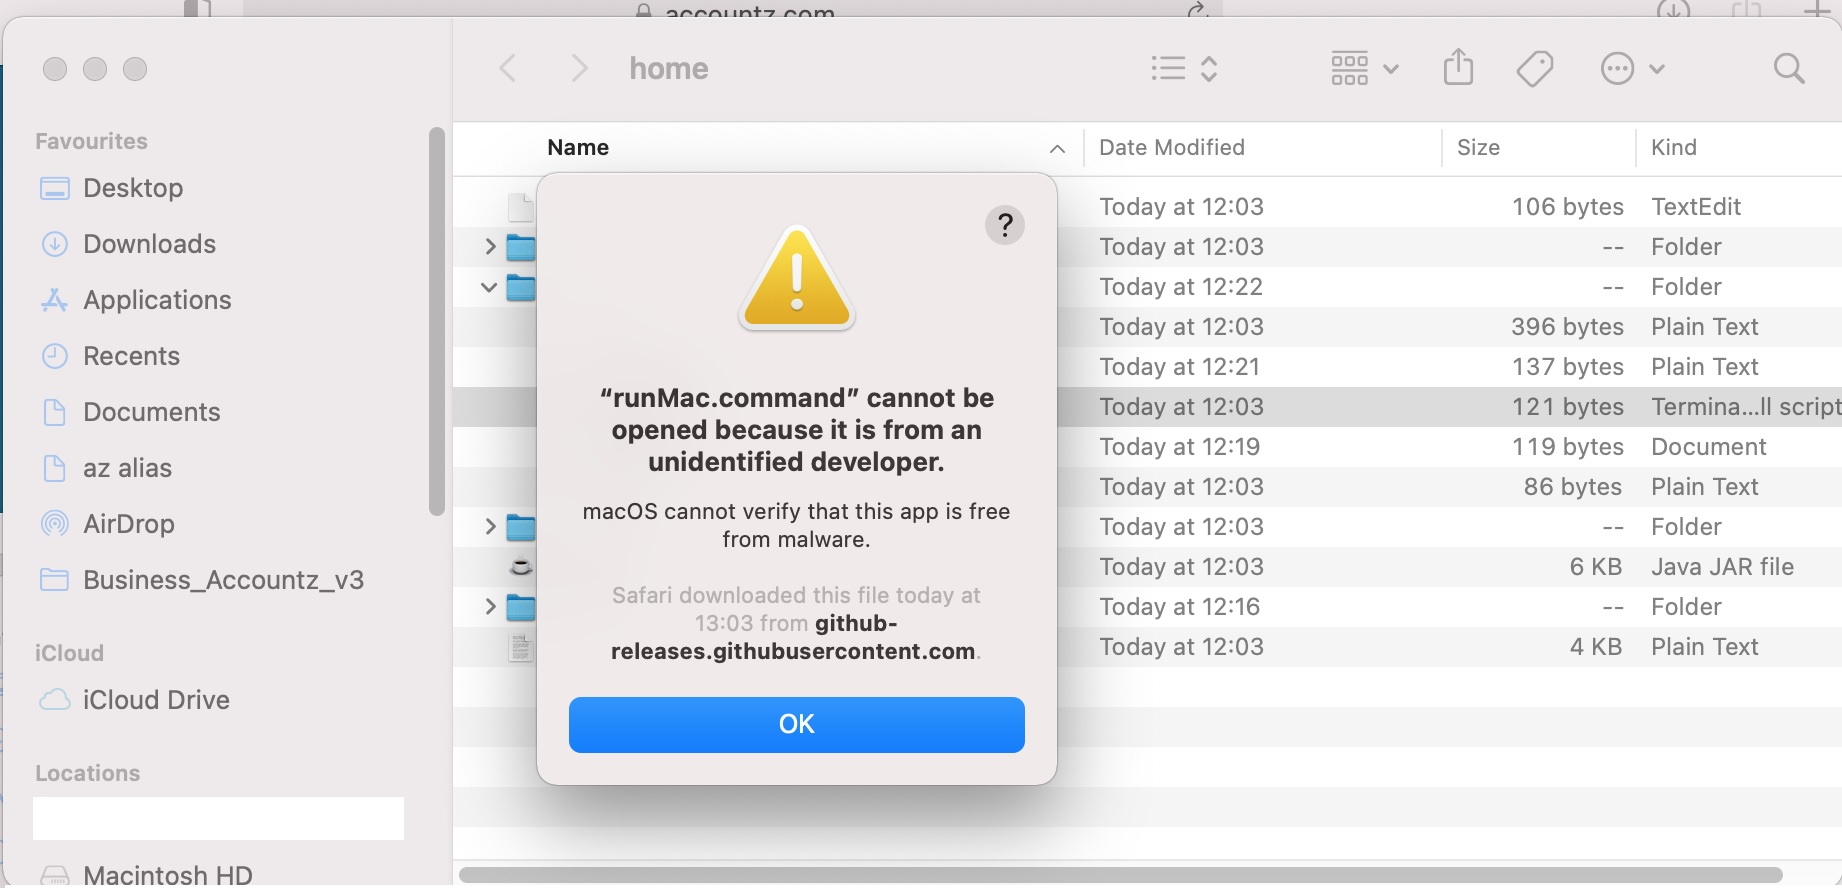 accountz.com
home
Favourites
Desktop
Downloads
Applications
Recents
Documents
az alias
AirDrop
Business_Accountz_v3
iCloud
iCloud Drive
Locations
Macintosh HD
Name Date Modified Size Kind
Today at 12:03 106 bytes TextEdit
Today at 12:03 -- Folder
Today at 12:22 -- Folder
Today at 12:03 396 bytes Plain Text
Today at 12:21 137 bytes Plain Text
Today at 12:03 121 bytes Termina...ll script
Today at 12:19 119 bytes Document
Today at 12:03 86 bytes Plain Text
Today at 12:03 -- Folder
Today at 12:03 6 KB Java JAR file
Today at 12:16 -- Folder
Today at 12:03 4 KB Plain Text
?
“runMac.command” cannot be
opened because it is from an
unidentified developer.
macOS cannot verify that this app is free
from malware.
Safari downloaded this file today at
13:03 from github-
releases.githubusercontent.com.
OK